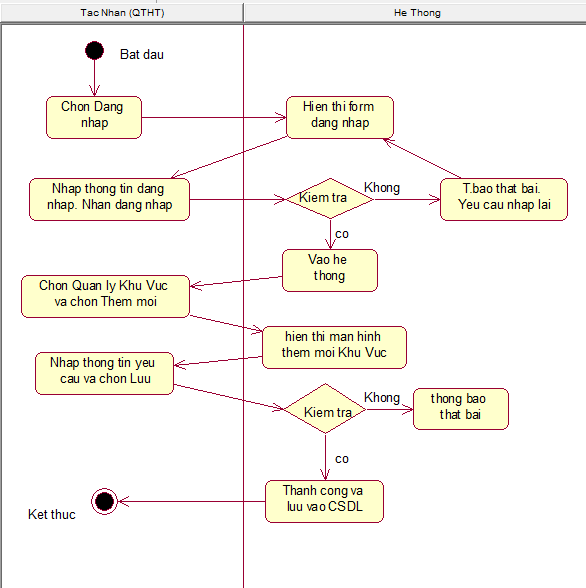 Tac Nhan (QTHT)
He Thong
Bat dau
Chon Dang
nhap
Hien thi form
dang nhap
Nhap thong tin dang
nhap. Nhan dang nhap
Kiem tra
Khong
T.bao that bai.
Yeu cau nhap lai
co
Vao he
thong
Chon Quan ly Khu Vuc
va chon Them moi
hien thi man hinh
them moi Khu Vuc
Nhap thong tin yeu
cau va chon Luu
Kiem tra
Khong
thong bao
that bai
co
Thanh cong va
luu vao CSDL
Ket thuc